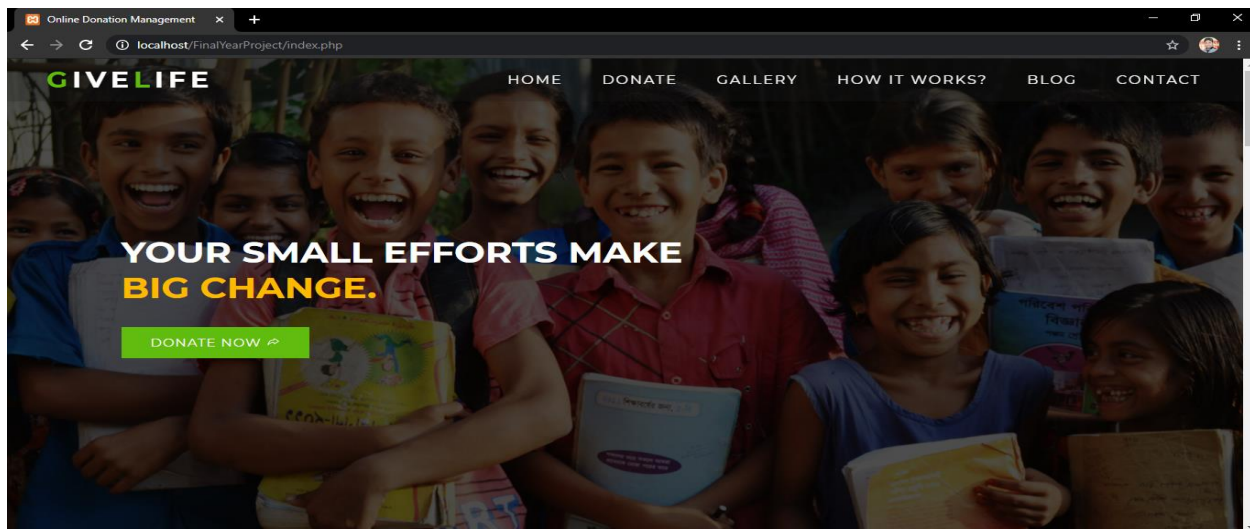 Online Donation Management
localhost/FinalYearProject/index.php
GIVELIFE HOME DONATE GALLERY HOW IT WORKS? BLOG CONTACT
YOUR SMALL EFFORTS MAKE
BIG CHANGE.
DONATE NOW
পরিবেশ